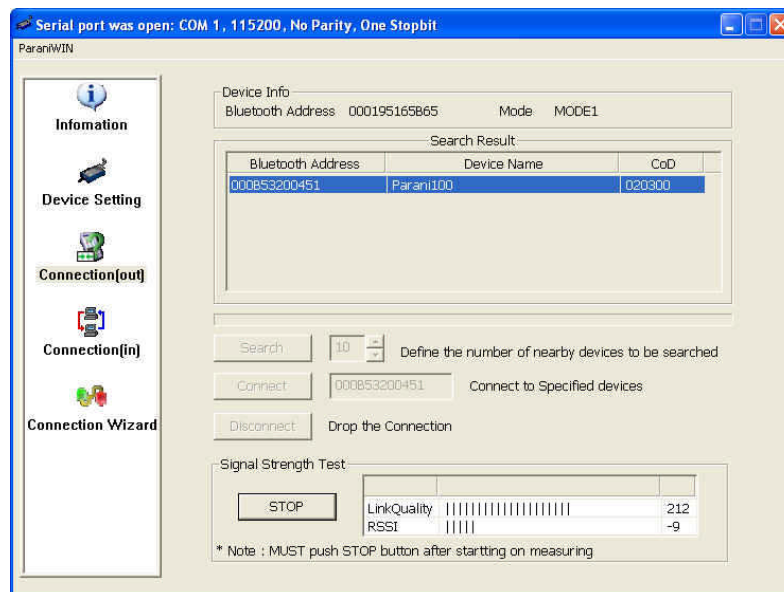 Serial port was open: COM 1, 115200, No Parity, One Stopbit
ParaniWIN
Infomation
Device Setting
Connection(out)
Connection(in)
Connection Wizard
Device Info
Bluetooth Address 000195165B65 Mode MODE1
Search Result
Bluetooth Address Device Name CoD
000B53200451 Parani100 020300
Search 10 Define the number of nearby devices to be searched
Connect 000B53200451 Connect to Specified devices
Disconnect Drop the Connection
Signal Strength Test
STOP
LinkQuality |||||||||||||||||||| 212
RSSI ||||| -9
* Note : MUST push STOP button after startting on measuring